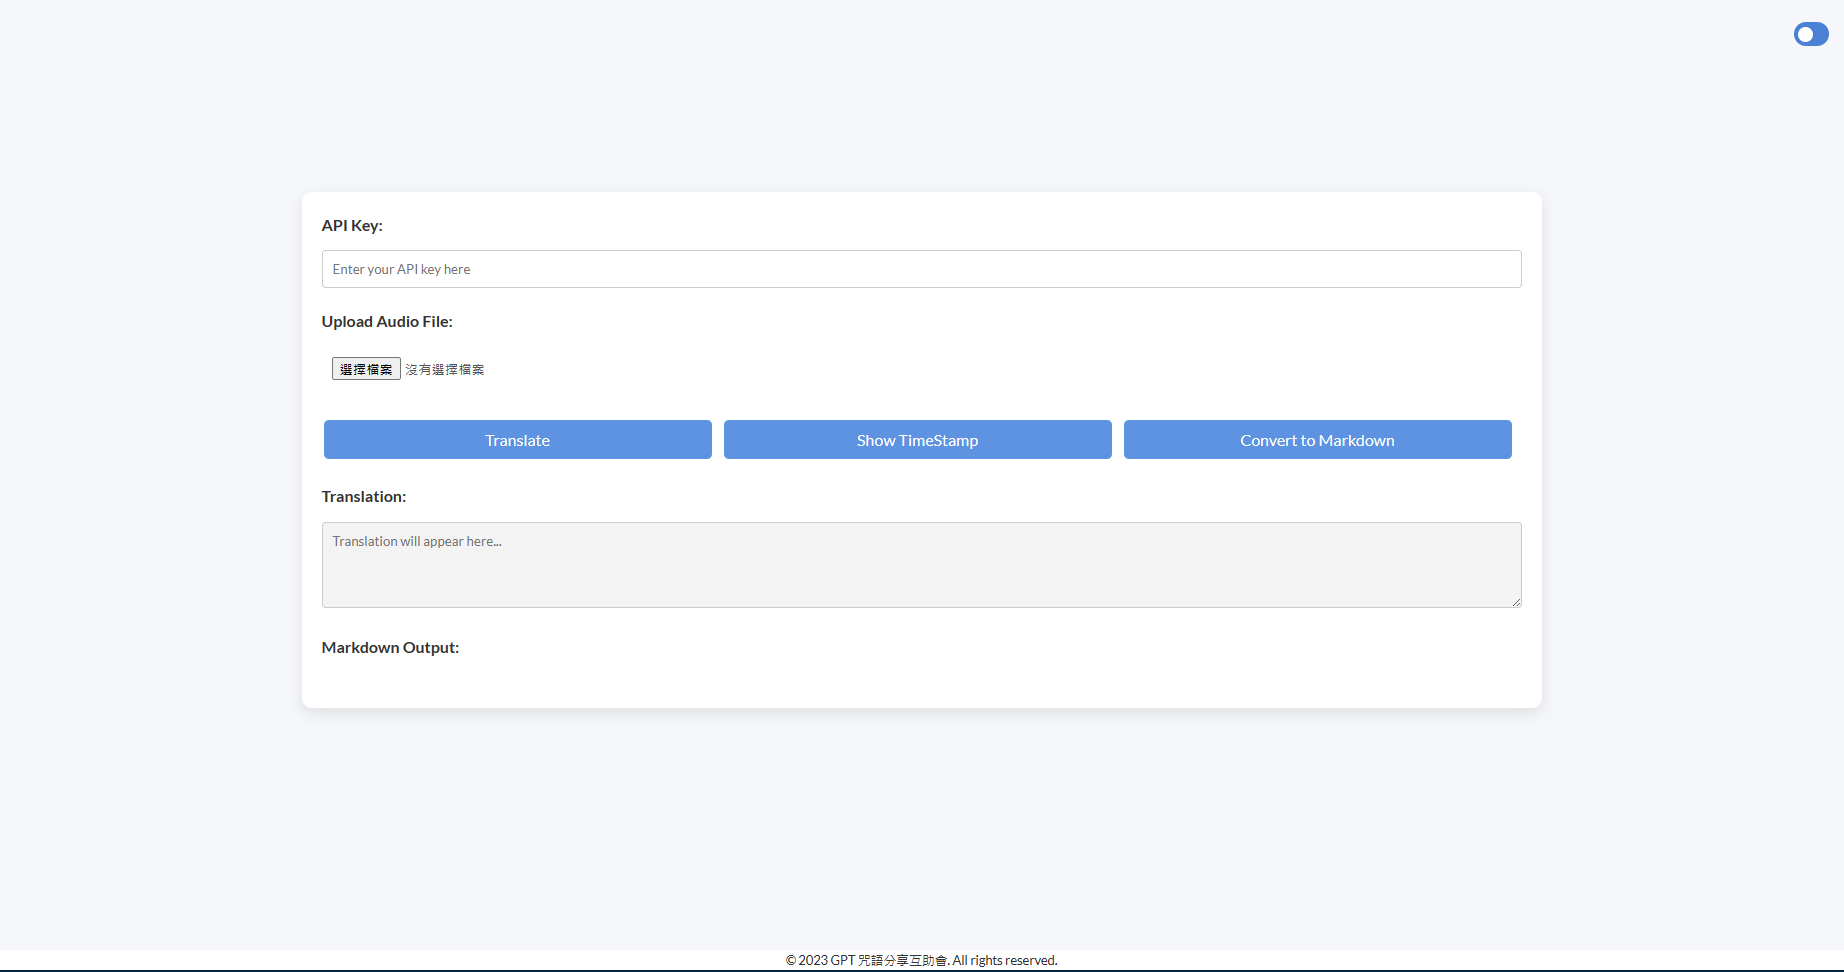 API Key:
Enter your API key here
Upload Audio File:
選擇檔案 沒有選擇檔案
Translate Show TimeStamp Convert to Markdown
Translation:
Translation will appear here...
Markdown Output:
© 2023 GPT 咒語分享互助會. All rights reserved.